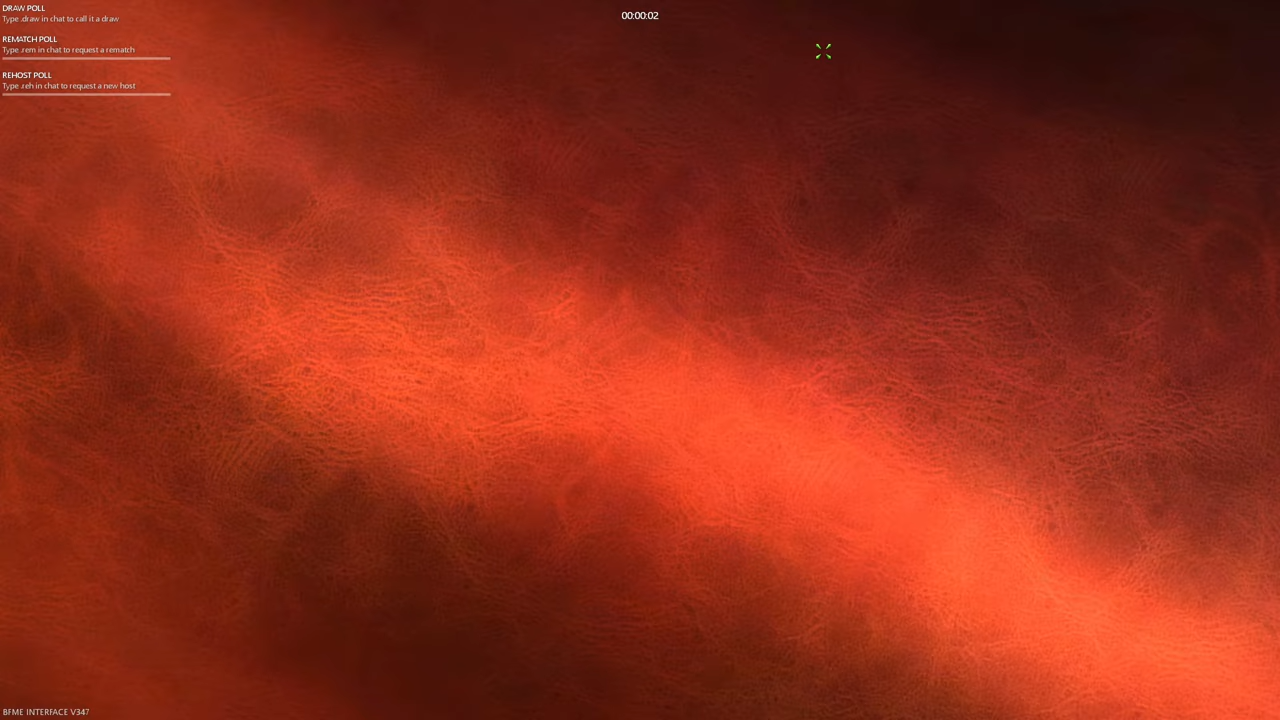 DRAW POLL
Type .draw in chat to call it a draw
00:00:02
REMATCH POLL
Type .rem in chat to request a rematch
REHOST POLL
Type .reh in chat to request a new host
BFME INTERFACE V347